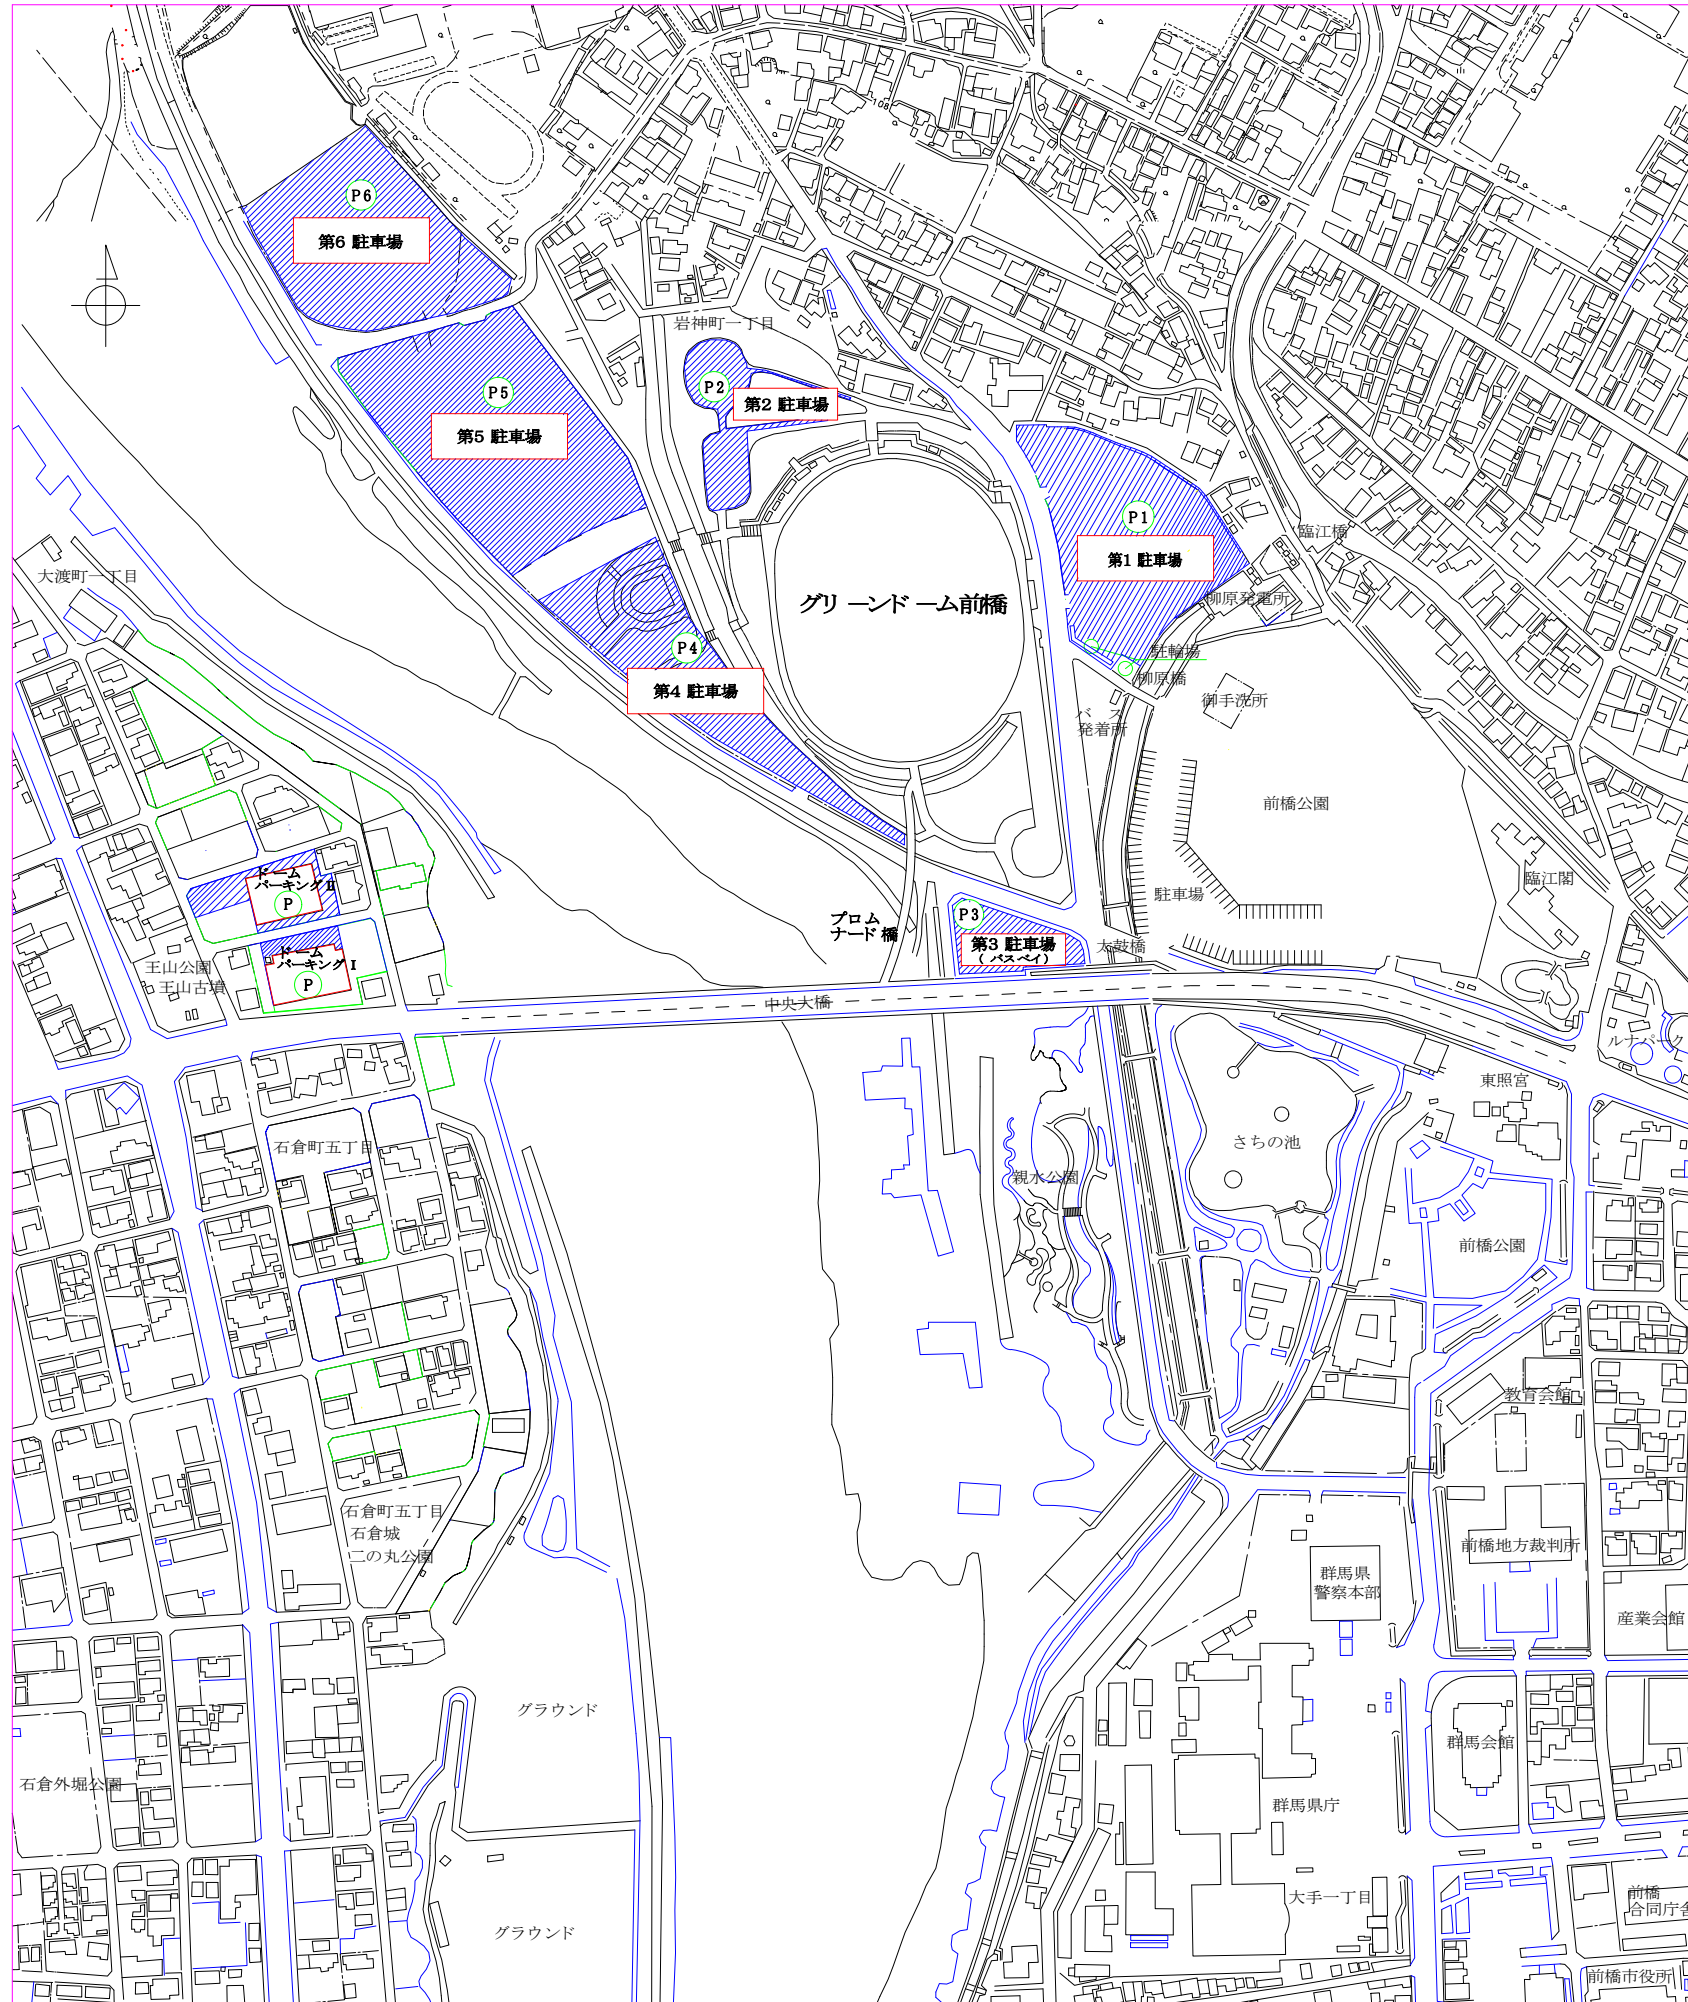 P6
第6 駐車場
岩神町一丁目
P5
第5 駐車場
P2
第2 駐車場
P1
第1 駐車場
臨江橋
大渡町一丁目
グリーンドーム前橋
柳原発電所
P4
第4 駐車場
駐輪場
柳原橋
御手洗所
バス
発着所
前橋公園
ドーム
パーキングⅡ
P
駐車場
臨江閣
プロム
ナード橋
P3
第3 駐車場
( バスベイ)
太鼓橋
ドーム
パーキングⅠ
P
王山公園
王山古墳
中央大橋
ルナパーク
東照宮
石倉町五丁目
さちの池
親水公園
前橋公園
教育会館
石倉町五丁目
石倉城
二の丸公園
前橋地方裁判所
群馬県
警察本部
産業会館
グラウンド
群馬会館
石倉外堀公園
群馬県庁
大手一丁目
前橋
合同庁舎
グラウンド
前橋市役所